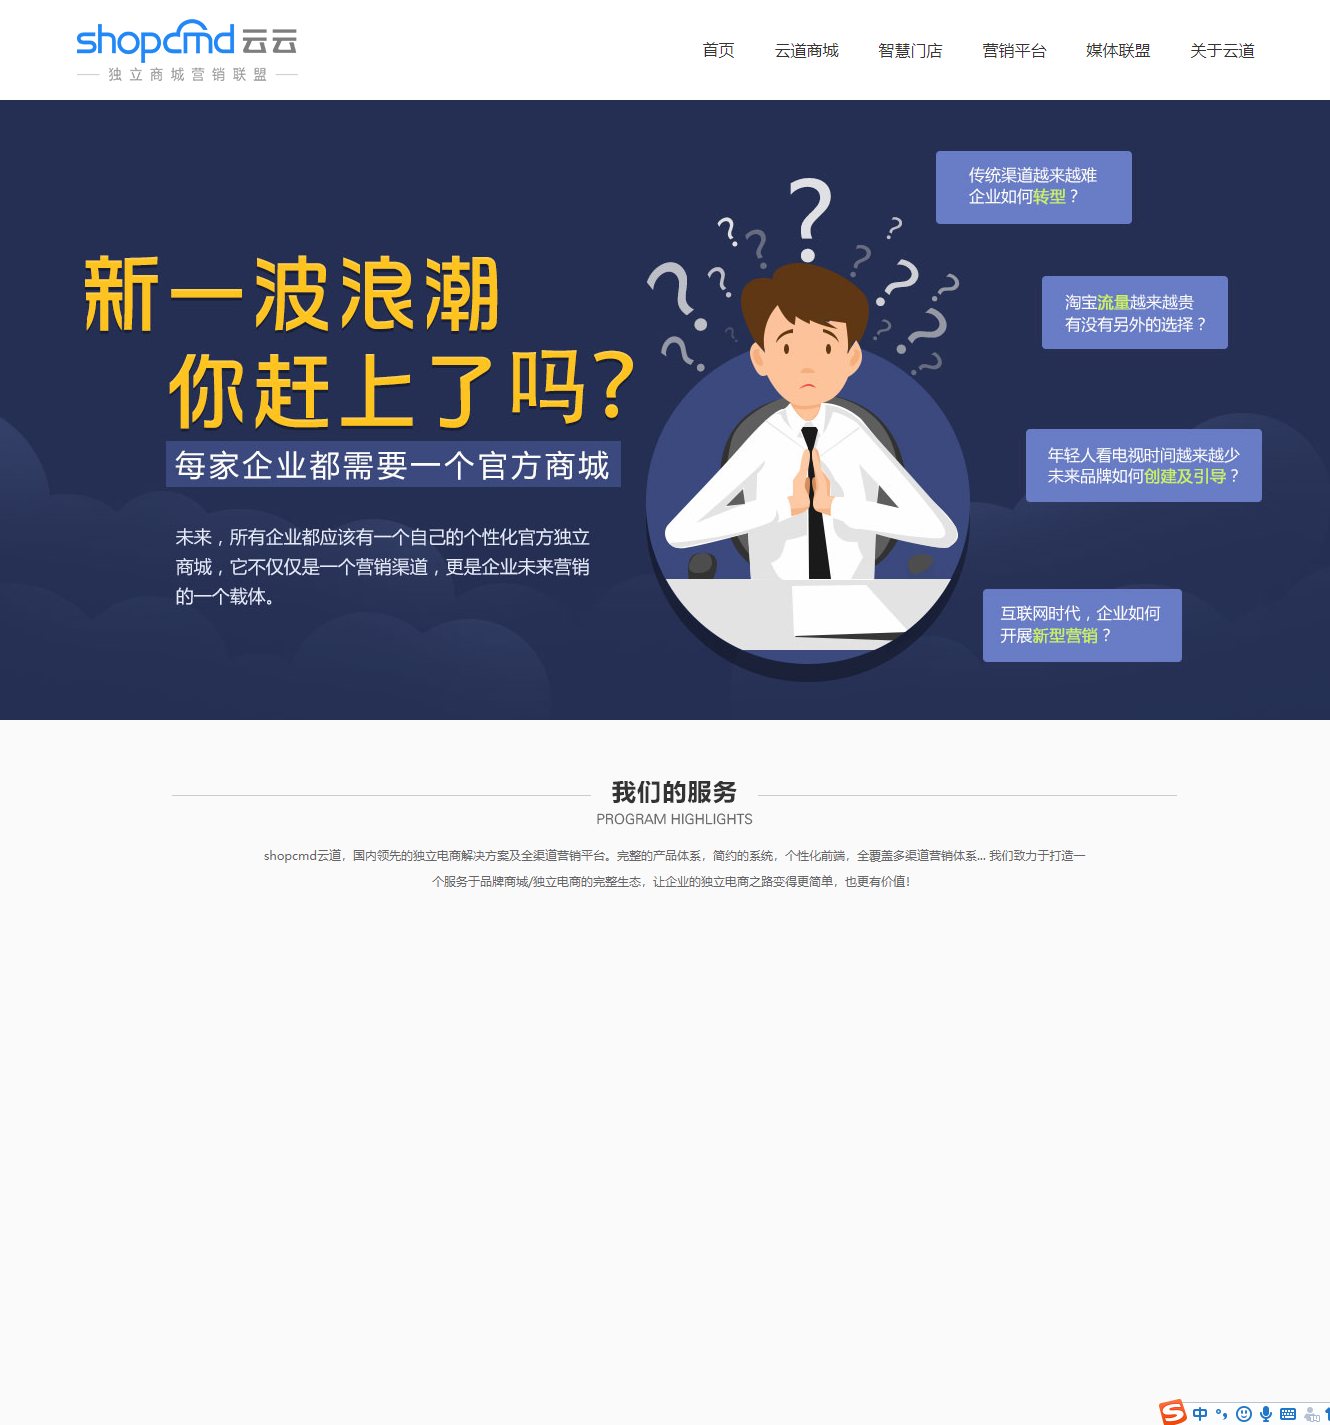 shopcmd 云云
独立商城营销联盟
首页 云道商城 智慧门店 营销平台 媒体联盟 关于云道
传统渠道越来越难
企业如何转型？
淘宝流量越来越贵
有没有另外的选择？
年轻人看电视时间越来越少
未来品牌如何创建及引导？
互联网时代，企业如何
开展新型营销？
新一波浪潮
你赶上了吗?
每家企业都需要一个官方商城
未来，所有企业都应该有一个自己的个性化官方独立
商城，它不仅仅是一个营销渠道，更是企业未来营销
的一个载体。
我们的服务
PROGRAM HIGHLIGHTS
shopcmd云道，国内领先的独立电商解决方案及全渠道营销平台。完整的产品体系，简约的系统，个性化前端，全覆盖多渠道营销体系... 我们致力于打造一
个服务于品牌商城/独立电商的完整生态，让企业的独立电商之路变得更简单，也更有价值！
中